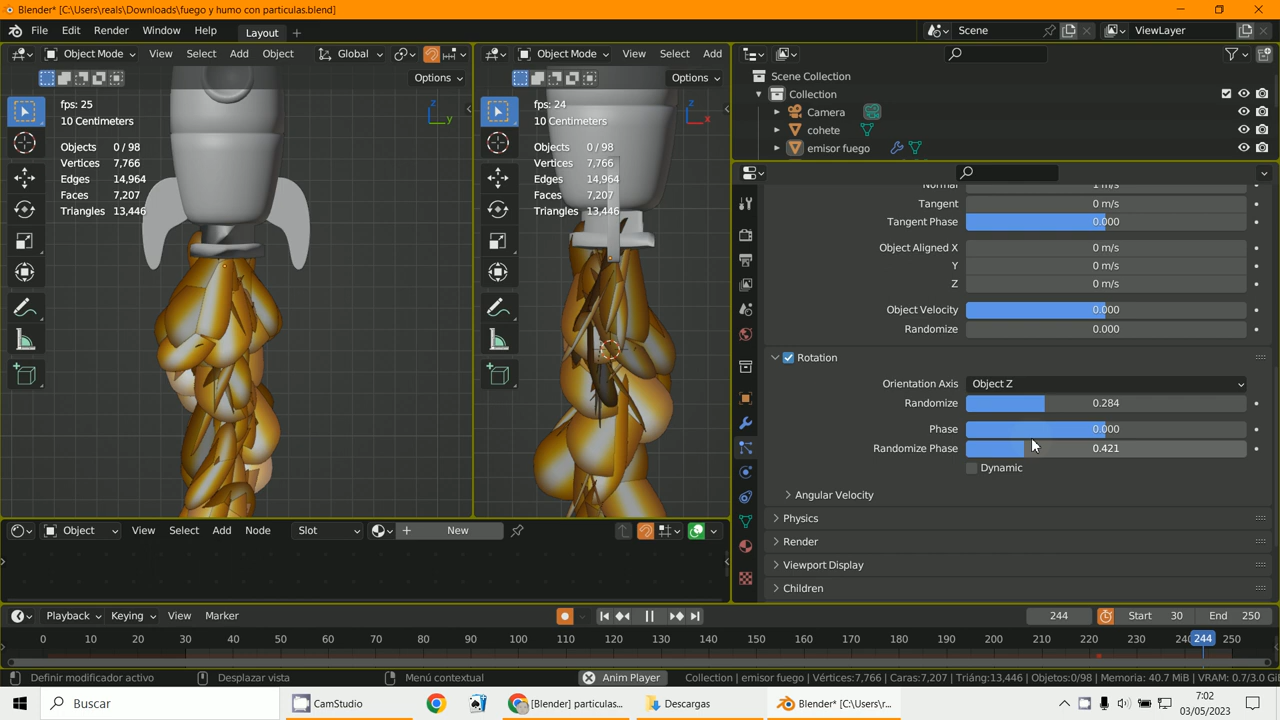 Blender* [C:\Users\reals\Downloads\fuego y humo con particulas.blend]
File Edit Render Window Help Layout + Scene ViewLayer
Object Mode View Select Add Object Global
Object Mode View Select Add
Options
Options
fps: 25
10 Centimeters
Objects 0 / 98
Vertices 7,766
Edges 14,964
Faces 7,207
Triangles 13,446
z
y
fps: 24
10 Centimeters
Objects 0 / 98
Vertices 7,766
Edges 14,964
Faces 7,207
Triangles 13,446
z
x
Scene Collection
Collection
Camera
cohete
emisor fuego
Normal 1 m/s
Tangent 0 m/s
Tangent Phase 0.000
Object Aligned X 0 m/s
Y 0 m/s
Z 0 m/s
Object Velocity 0.000
Randomize 0.000
Rotation
Orientation Axis Object Z
Randomize 0.284
Phase 0.000
Randomize Phase 0.421
Dynamic
Angular Velocity
Physics
Render
Viewport Display
Children
Object View Select Add Node Slot + New
Playback Keying View Marker 244 Start 30 End 250
0 10 20 30 40 50 60 70 80 90 100 110 120 130 140 150 160 170 180 190 200 210 220 230 240 244 250
Definir modificador activo Desplazar vista Menú contextual Anim Player Collection | emisor fuego | Vértices:7,766 | Caras:7,207 | Triáng:13,446 | Objetos:0/98 | Memoria: 40.7 MiB | VRAM: 0.7/3.0 Gi
Buscar CamStudio [Blender] particulas... Descargas Blender* [C:\Users\r... 7:02
03/05/2023